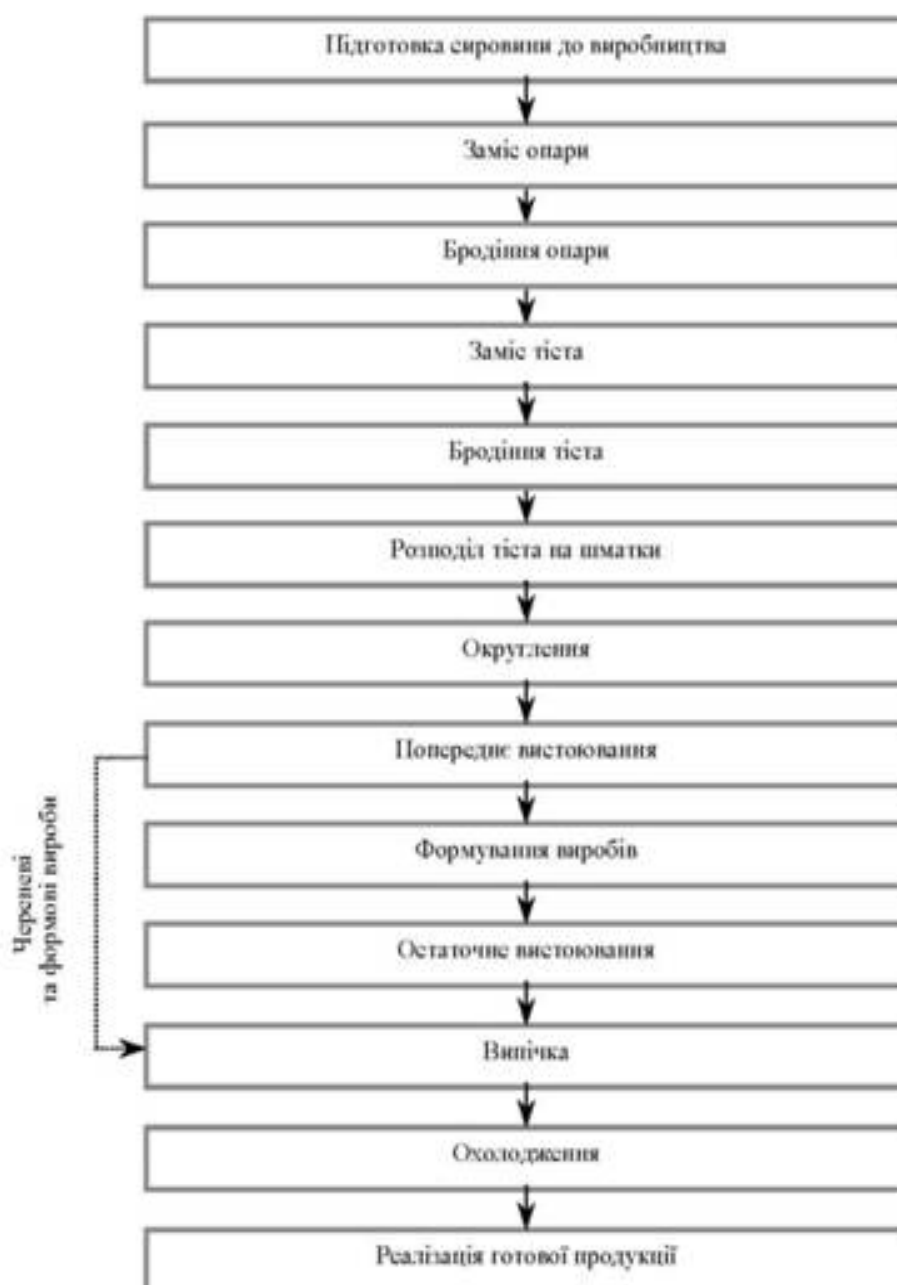 Підготовка сировини до виробництва
Заміс опари
Бродіння опари
Заміс тіста
Бродіння тіста
Розподіл тіста на шматки
Округлення
Попереднє вистоювання
Формування виробів
Остаточне вистоювання
Випічка
Охолодження
Реалізація готової продукції
Череневі
та формові вироби